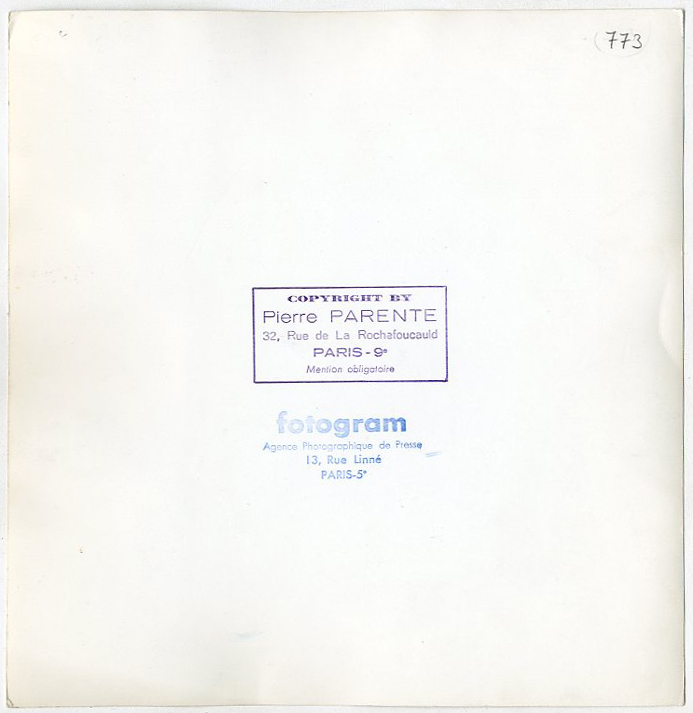 (773)
COPYRIGHT BY
Pierre PARENTE
32, Rue de La Rochefoucauld
PARIS - 9e
Mention obligatoire
fotogram
Agence Photographique de Presse
13, Rue Linné
PARIS-5e